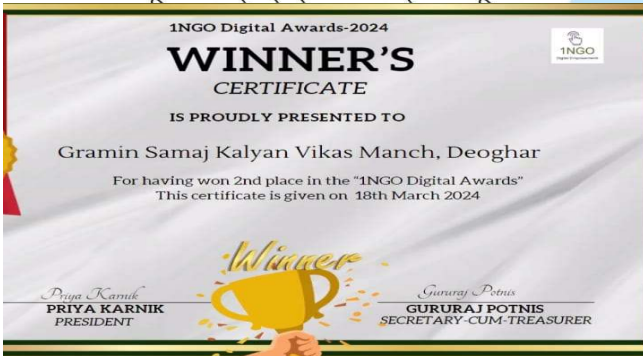 1NGO Digital Awards-2024
1NGO
WINNER'S
CERTIFICATE
IS PROUDLY PRESENTED TO
Gramin Samaj Kalyan Vikas Manch, Deoghar
For having won 2nd place in the “1NGO Digital Awards”
This certificate is given on 18th March 2024
Winner
Priya Karnik
PRIYA KARNIK
PRESIDENT
Gururaj Potnis
GURURAJ POTNIS
SECRETARY-CUM-TREASURER